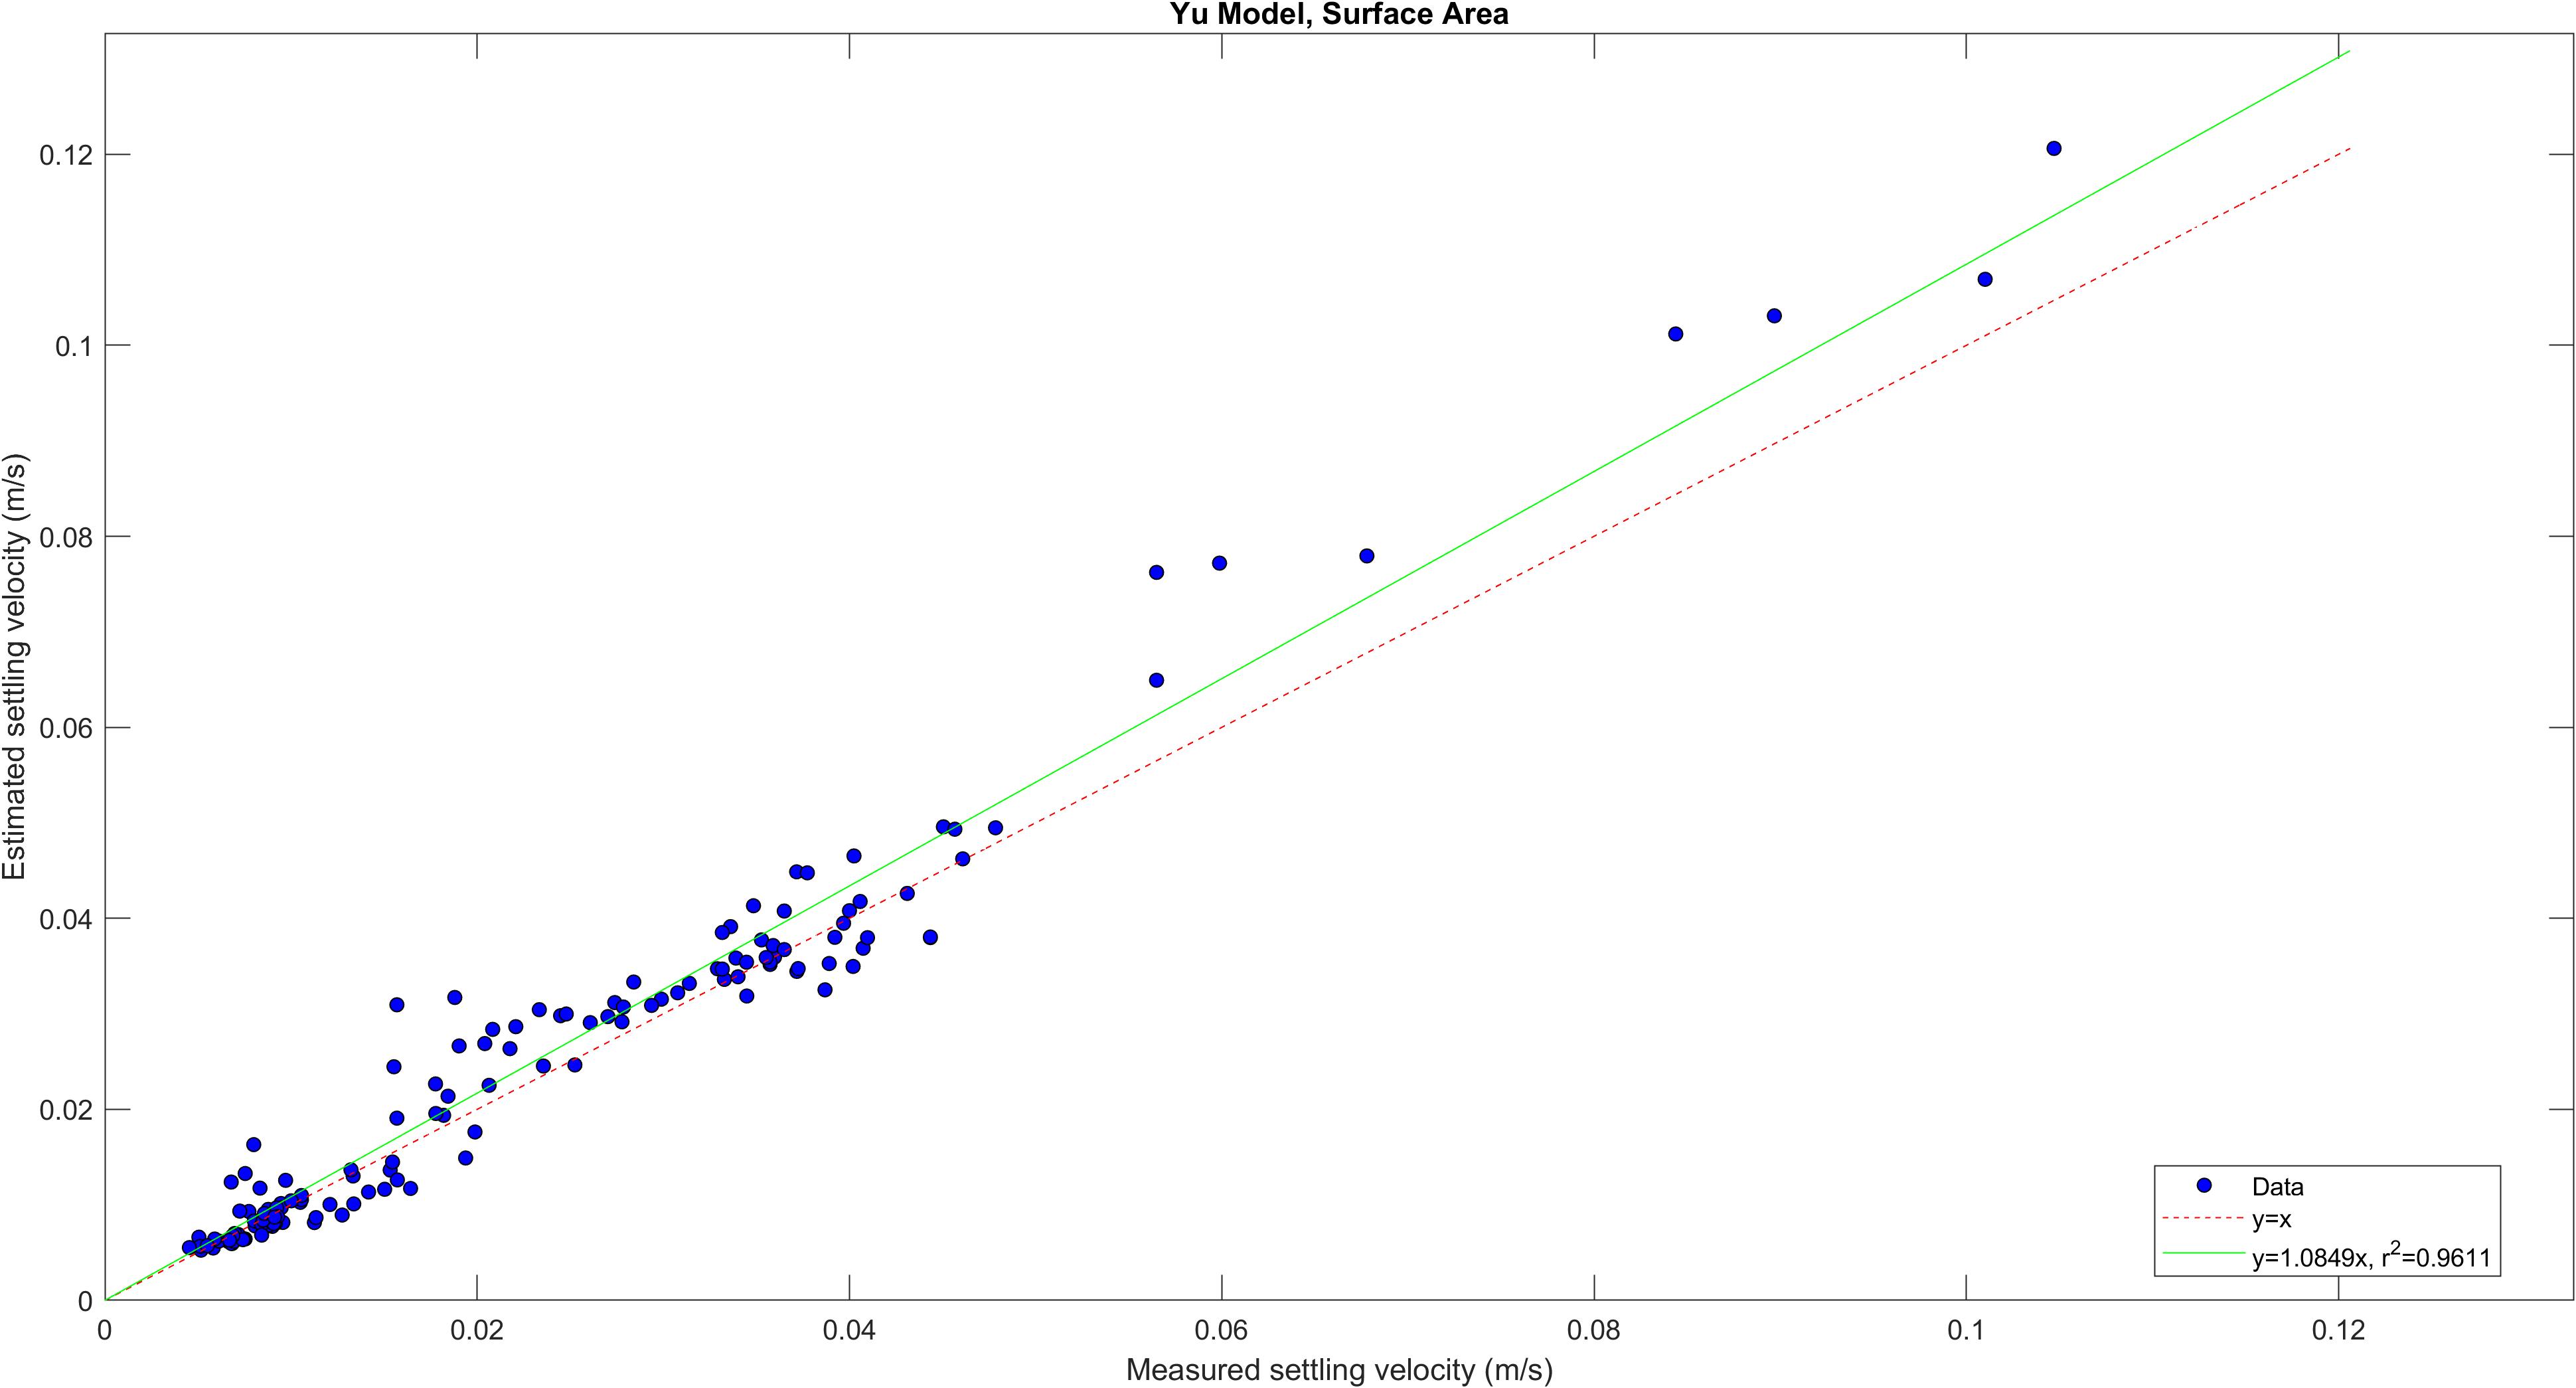 Yu Model, Surface Area
Estimated settling velocity (m/s)
0.12
0.1
0.08
0.06
0.04
0.02
0
0 0.02 0.04 0.06 0.08 0.1 0.12
Measured settling velocity (m/s)
Data
y=x
y=1.0849x, r²=0.9611